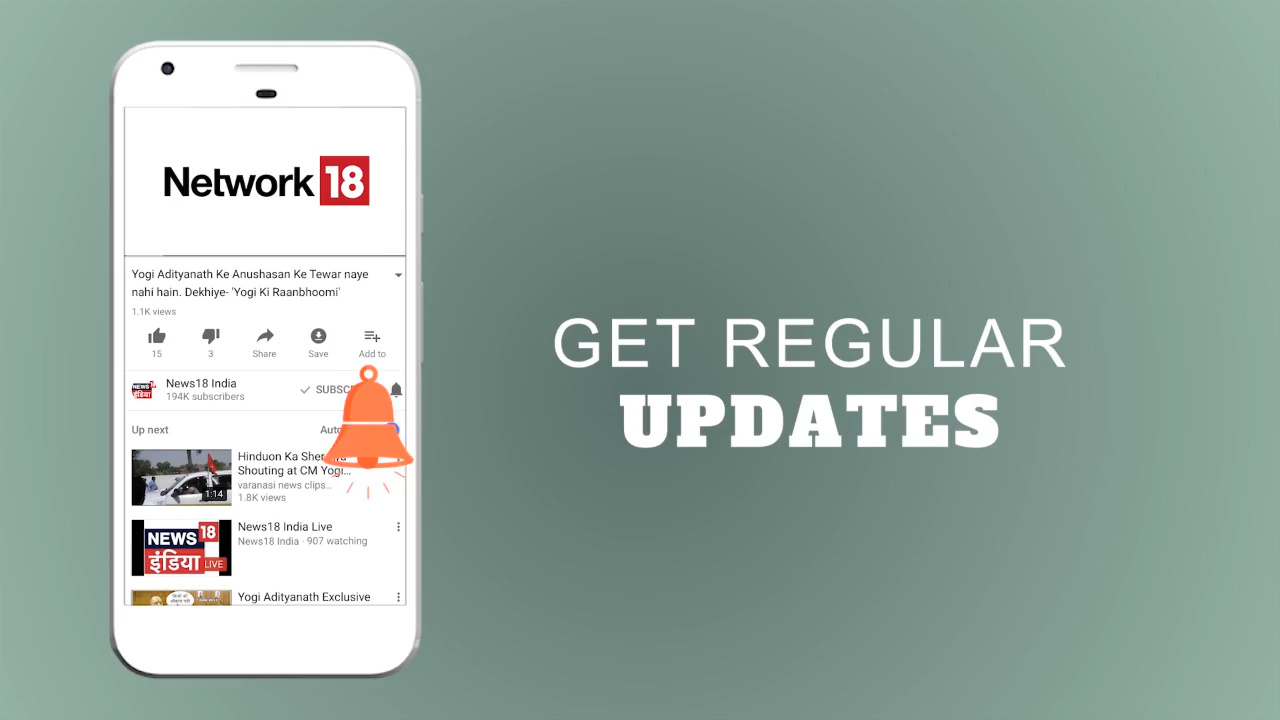 Network 18
Yogi Adityanath Ke Anushasan Ke Tewar naye
nahi hain. Dekhiye- 'Yogi Ki Raanbhoomi'
1.1K views
15
3
Share
Save
Add to
News18 India
194K subscribers
SUBSC
Up next
Auto
Hinduon Ka She
Shouting at CM Yogi...
varanasi news clips...
1.8K views
1:14
News18 India Live
News18 India · 907 watching
NEWS 18
इंडिया LIVE
Yogi Adityanath Exclusive
GET REGULAR
UPDATES